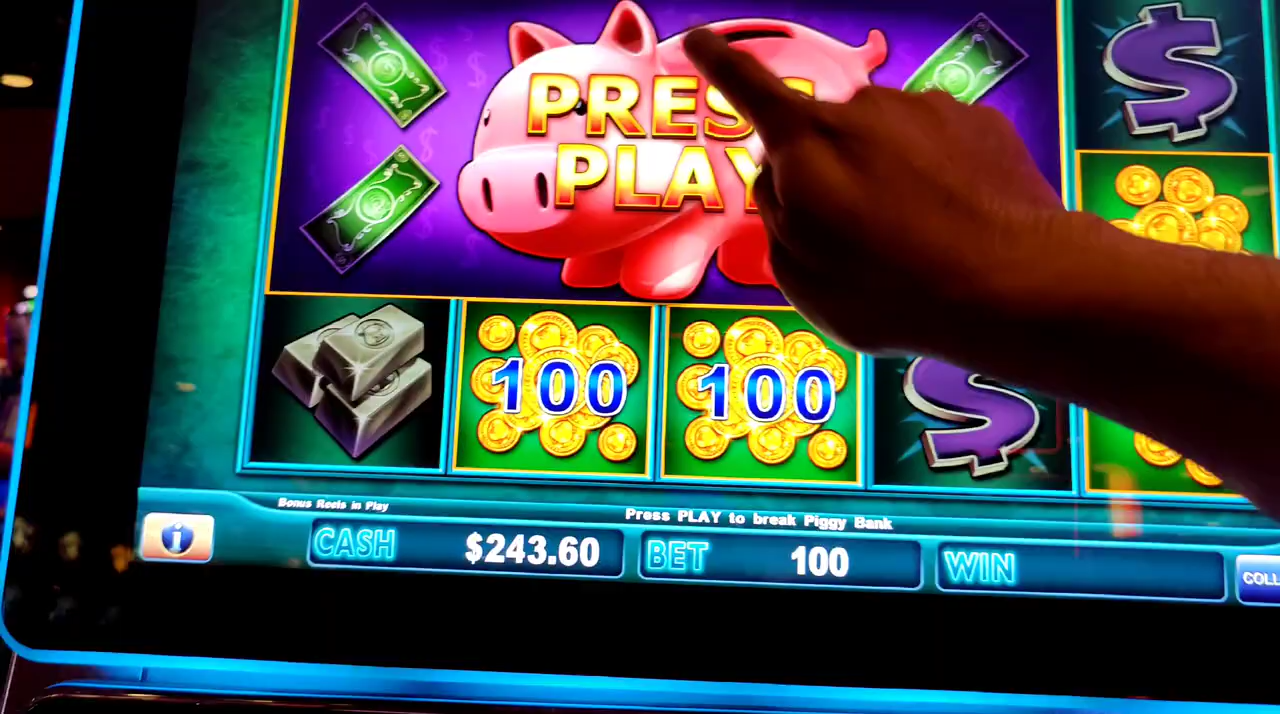 PRESS
PLAY
100
100
Bonus Reels in Play
Press PLAY to break Piggy Bank
CASH
$243.60
BET
100
WIN
COLL